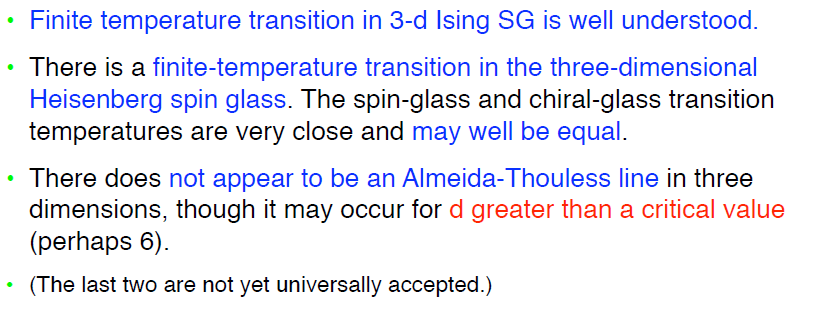 • Finite temperature transition in 3-d Ising SG is well understood.
• There is a finite-temperature transition in the three-dimensional
Heisenberg spin glass. The spin-glass and chiral-glass transition
temperatures are very close and may well be equal.
• There does not appear to be an Almeida-Thouless line in three
dimensions, though it may occur for d greater than a critical value
(perhaps 6).
• (The last two are not yet universally accepted.)